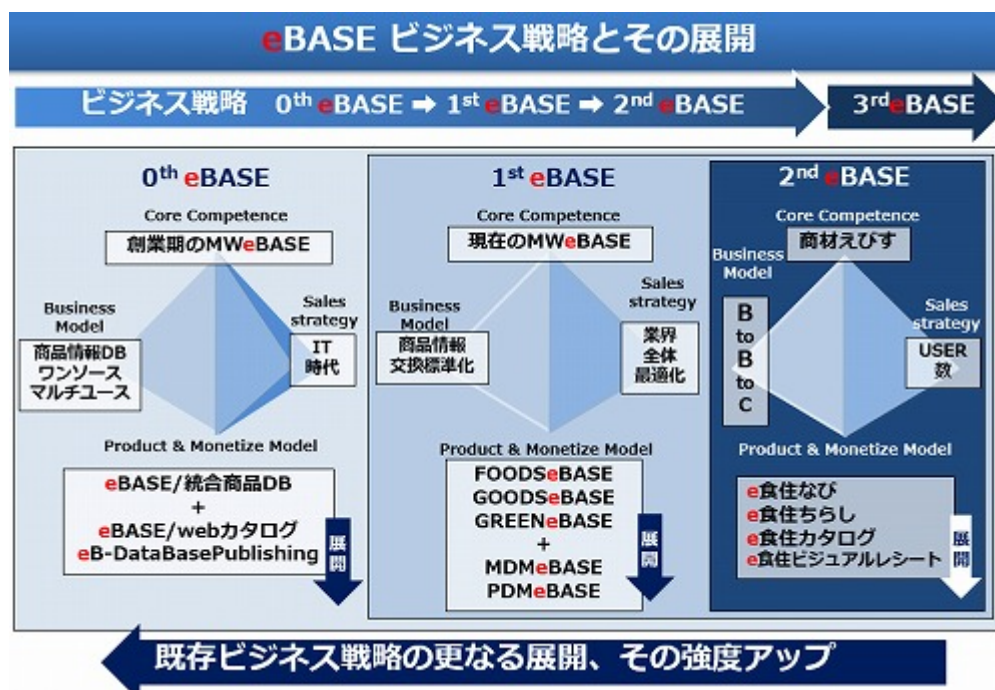 eBASE ビジネス戦略とその展開
ビジネス戦略 0th eBASE ➡ 1st eBASE ➡ 2nd eBASE
3rd eBASE
0th eBASE
Core Competence
創業期のMWeBASE
Business
Model
商品情報DB
ワンソース
マルチユース
Sales
strategy
IT
時代
Product & Monetize Model
eBASE/統合商品DB
+
eBASE/webカタログ
eB-DataBasePublishing
展開
1st eBASE
Core Competence
現在のMWeBASE
Business
Model
商品情報
交換標準化
Sales
strategy
業界
全体
最適化
Product & Monetize Model
FOODSeBASE
GOODSeBASE
GREENeBASE
+
MDMeBASE
PDMeBASE
展開
2nd eBASE
Core Competence
商材えびす
Business
Model
B
to
B
to
C
Sales
strategy
USER
数
Product & Monetize Model
e食住なび
e食住ちらし
e食住カタログ
e食住ビジュアルレシート
展開
既存ビジネス戦略の更なる展開、その強度アップ